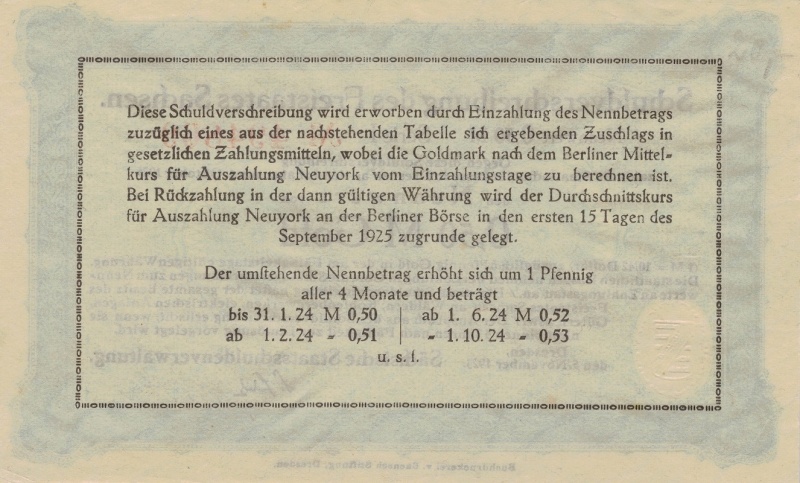 Diese Schuldverschreibung wird erworben durch Einzahlung des Nennbetrags
zuzüglich eines aus der nachstehenden Tabelle sich ergebenden Zuschlags in
gesetzlichen Zahlungsmitteln, wobei die Goldmark nach dem Berliner Mittel-
kurs für Auszahlung Neuyork vom Einzahlungstage zu berechnen ist.
Bei Rückzahlung in der dann gültigen Währung wird der Durchschnittskurs
für Auszahlung Neuyork an der Berliner Börse in den ersten 15 Tagen des
September 1925 zugrunde gelegt.
Der umstehende Nennbetrag erhöht sich um 1 Pfennig
aller 4 Monate und beträgt
bis 31. 1. 24 M 0,50 | ab 1. 6. 24 M 0,52
ab 1. 2. 24 - 0,51 | - 1. 10. 24 - 0,53
u. s. f.
Buchdruckerei d. v. Baensch Stiftung, Dresden.